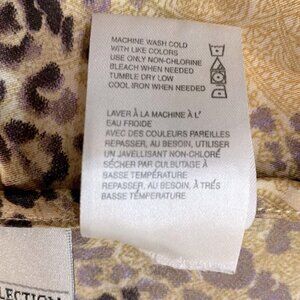 MACHINE WASH COLD
WITH LIKE COLORS
USE ONLY NON-CHLORINE
BLEACH WHEN NEEDED
TUMBLE DRY LOW
COOL IRON WHEN NEEDED
LAVER À LA MACHINE À L'
EAU FROIDE
AVEC DES COULEURS PAREILLES
REPASSER, AU BESOIN, UTILISER
UN JAVELLISANT NON-CHLORÉ
SÉCHER PAR CULBUTAGE À
BASSE TEMPÉRATURE
REPASSER, AU BESOIN, À TRÉS
BASSE TEMPÉRATURE
LECTION